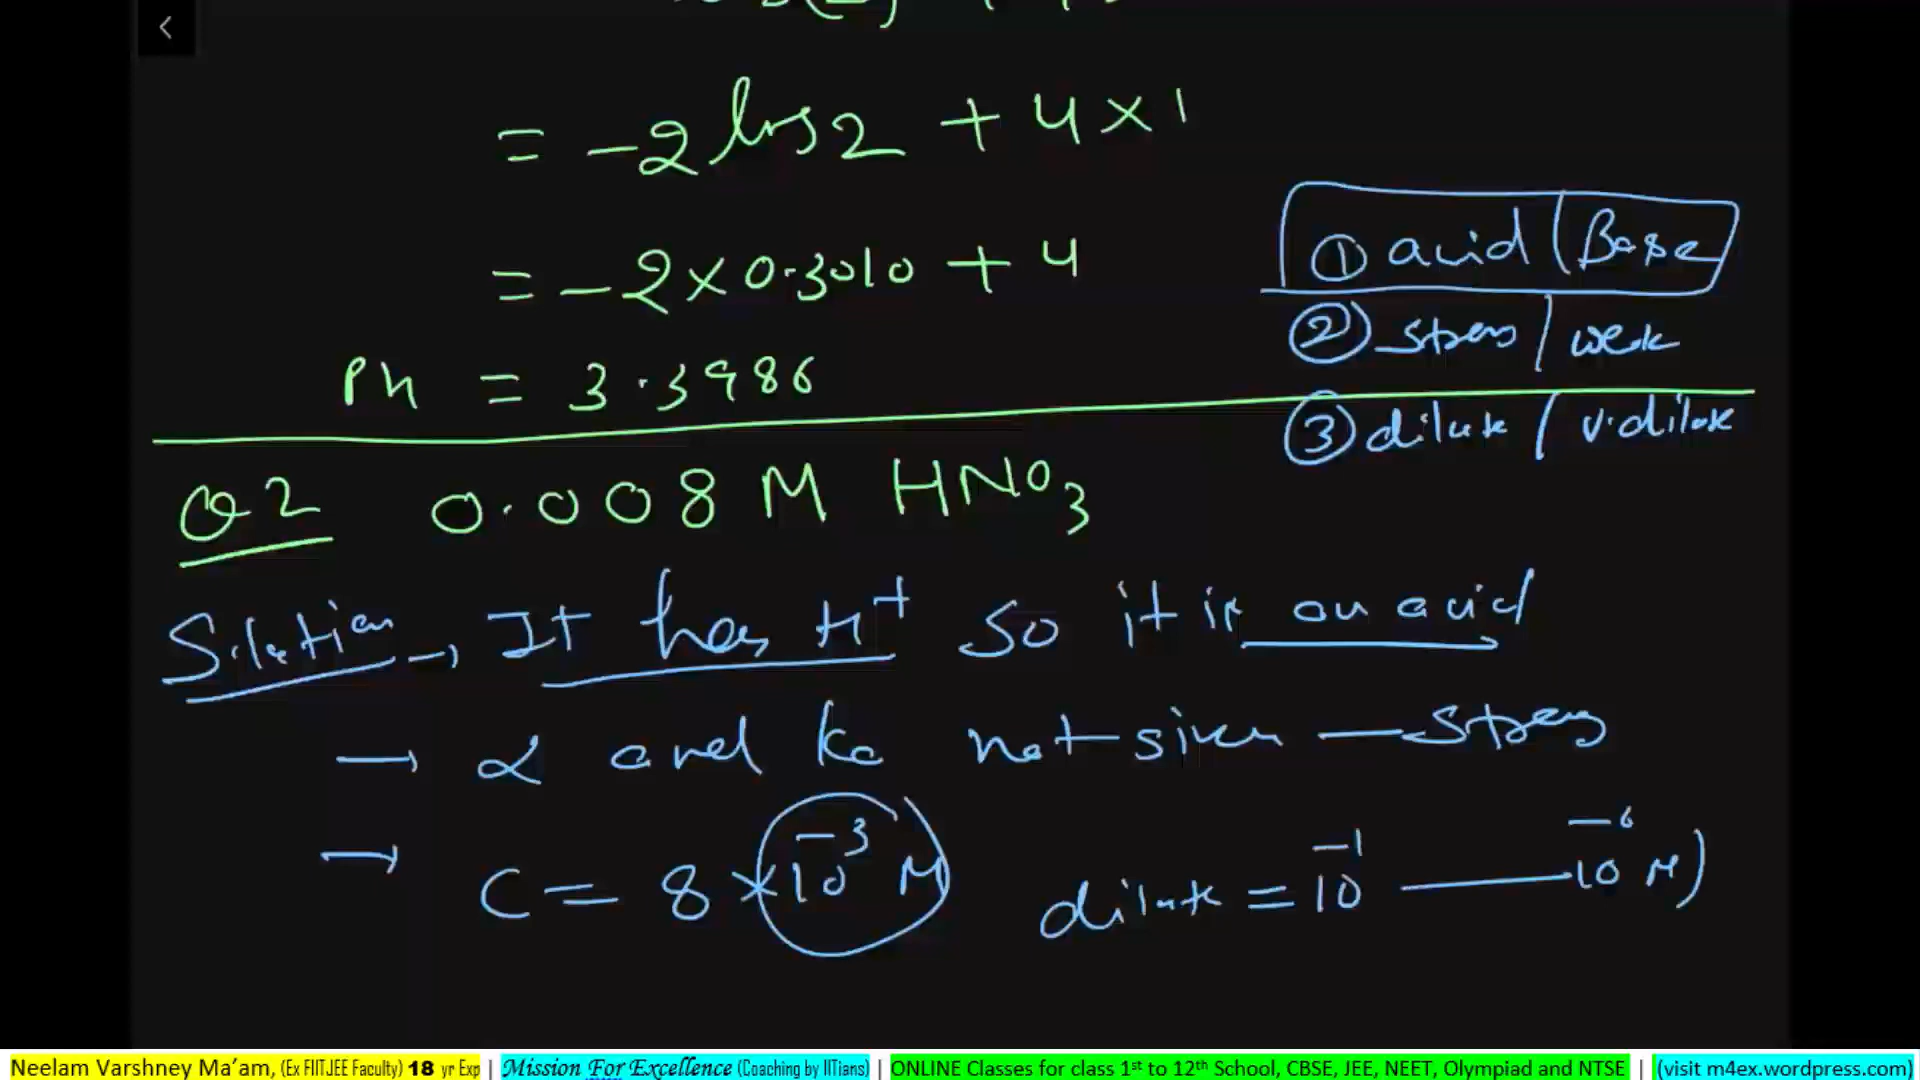 = -2 log 2 + 4 × 1
= -2 × 0.3010 + 4
① acid / Base
② strong / weak
③ dilute / v.dilute
PH = 3.3986
Q2 0.008 M HNO3
Solution → It has H+ so it is an acid
→ α and Ka not given — Strong
→ C = 8 × 10^-3 M dilute = 10^-1 — 10^-6 M)
Neelam Varshney Ma'am, (Ex FIITJEE Faculty) 18 yr Exp | Mission For Excellence (Coaching by IITians) | ONLINE Classes for class 1st to 12th School, CBSE, JEE, NEET, Olympiad and NTSE | (visit m4ex.wordpress.com)